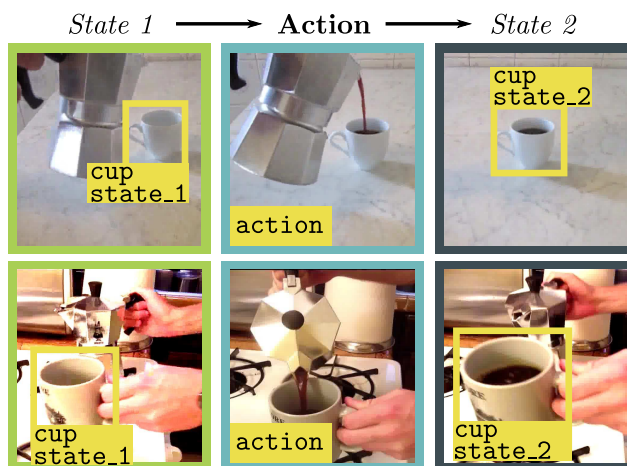 State 1 Action State 2
cup
state_1
action
cup
state_2
cup
state_1
action
cup
state_2